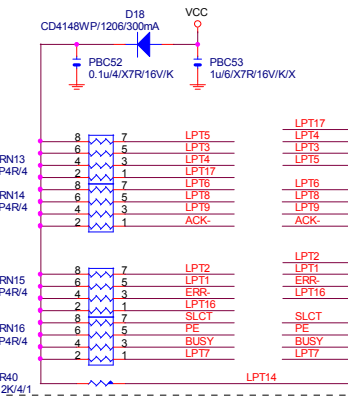 D18
VCC
CD4148WP/1206/300mA
PBC52
0.1u/4/X7R/16V/K
PBC53
1u/6/X7R/16V/K/X
LPT17
8 7 LPT5 LPT4
6 5 LPT3 LPT3
RN13 4 3 LPT4 LPT5
P4R/4 2 1 LPT17
8 7 LPT6 LPT6
RN14 6 5 LPT8 LPT8
P4R/4 4 3 LPT9 LPT9
2 1 ACK- ACK-
LPT2
8 7 LPT2 LPT1
RN15 6 5 LPT1 ERR-
P4R/4 4 3 ERR- LPT16
2 1 LPT16
8 7 SLCT SLCT
RN16 6 5 PE PE
P4R/4 4 3 BUSY BUSY
2 1 LPT7 LPT7
R40 LPT14
2K/4/1